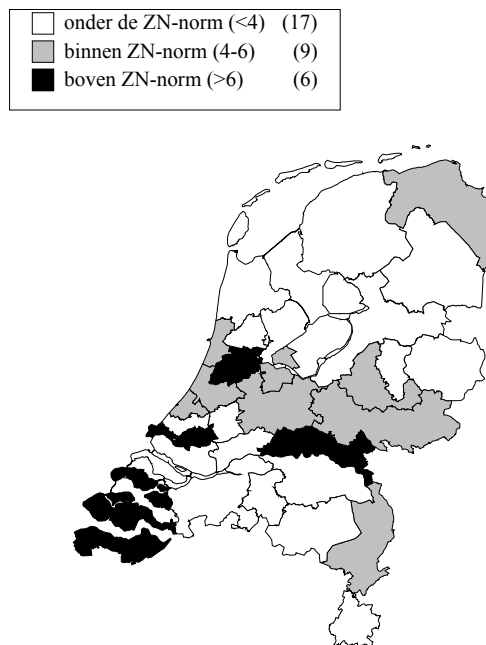 onder de ZN-norm (<4) (17)
binnen ZN-norm (4-6) (9)
boven ZN-norm (>6) (6)